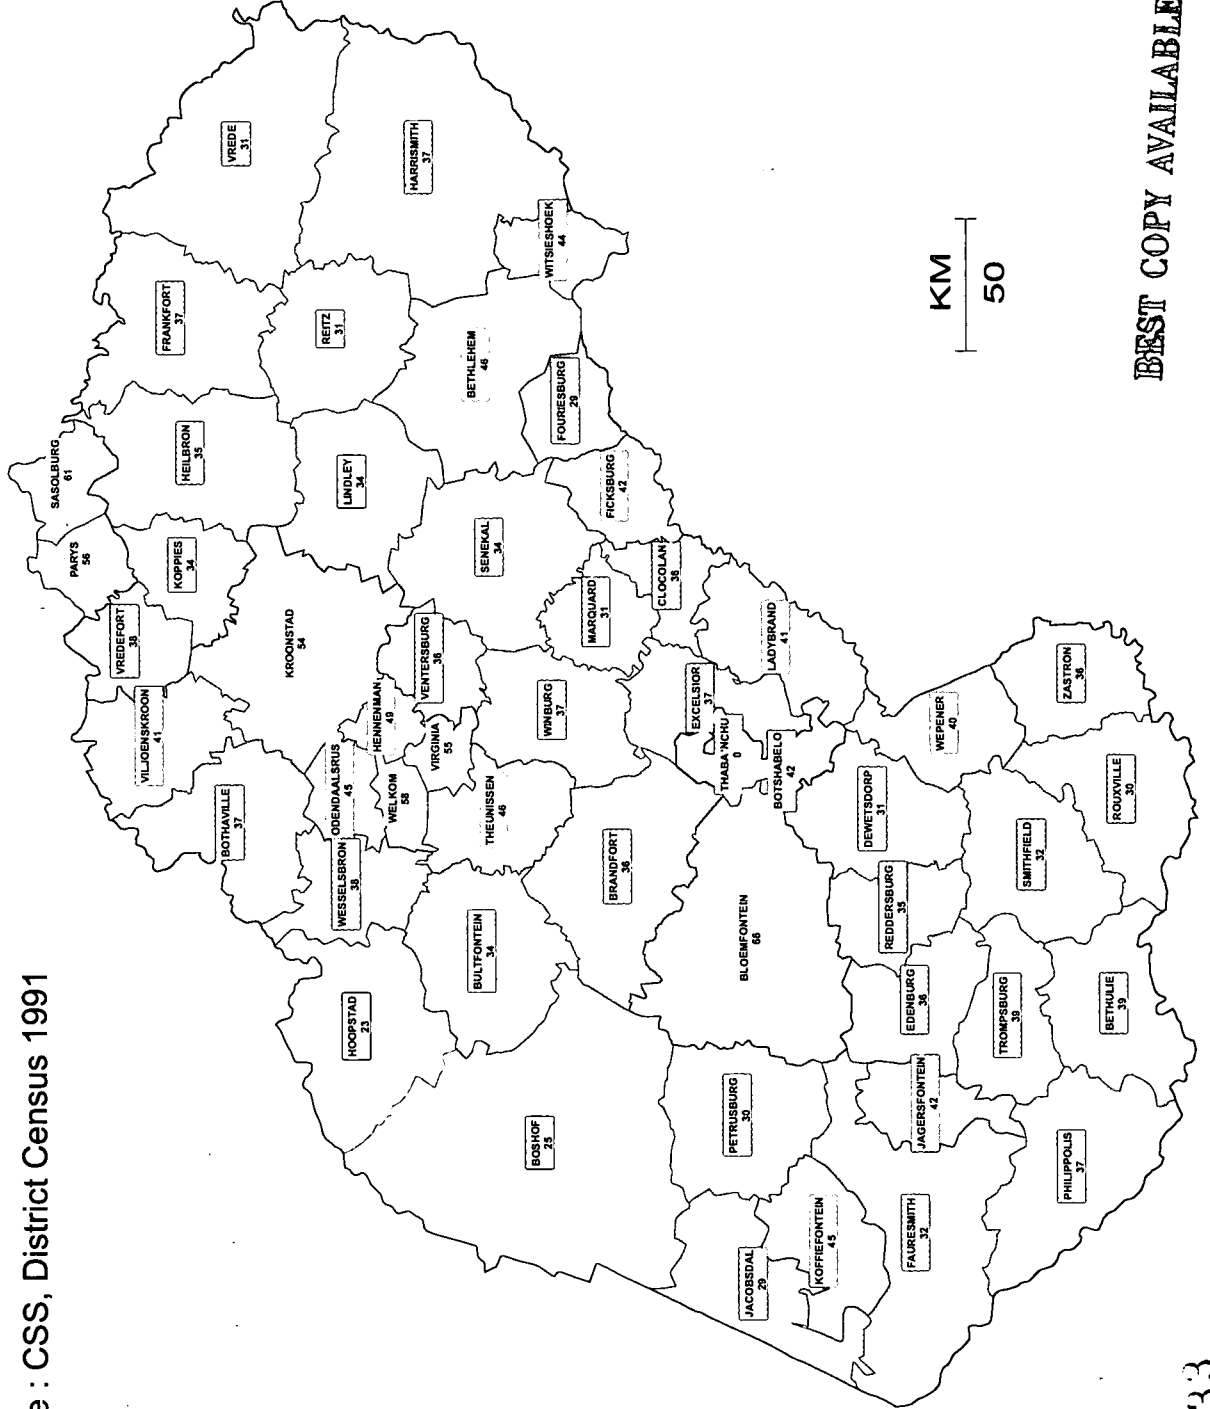 e : CSS, District Census 1991
SASOLBURG
61
PARYS
56
VREDEFORT
38
VILJOENSKROON
41
BOTHAVILLE
37
KOPPIES
34
HEILBRON
35
FRANKFORT
37
VREDE
31
HARRISMITH
37
REITZ
31
LINDLEY
34
KROONSTAD
54
ODENDAALSRUS
45
HENNENMAN
49
WELKOM
58
VIRGINIA
55
VENTERSBURG
36
WESSELSBRON
38
HOOPSTAD
23
BULTFONTEIN
34
THEUNISSEN
46
WINBURG
37
SENEKAL
34
BETHLEHEM
46
WITSIESHOEK
44
FOURIESBURG
29
FICKSBURG
42
MARQUARD
31
CLOCOLAN
36
BOSHOF
25
BRANDFORT
36
EXCELSIOR
37
THABA 'NCHU
0
LADYBRAND
41
BOTSHABELO
42
BLOEMFONTEIN
66
PETRUSBURG
30
JACOBSDAL
29
KOFFIEFONTEIN
45
FAURESMITH
32
JAGERSFONTEIN
42
EDENBURG
36
REDDERSBURG
35
DEWETSDORP
31
WEPENER
40
ZASTRON
36
ROUXVILLE
30
SMITHFIELD
32
TROMPSBURG
39
BETHULIE
39
PHILIPPOLIS
37
KM
50
BEST COPY AVAILABLE
33